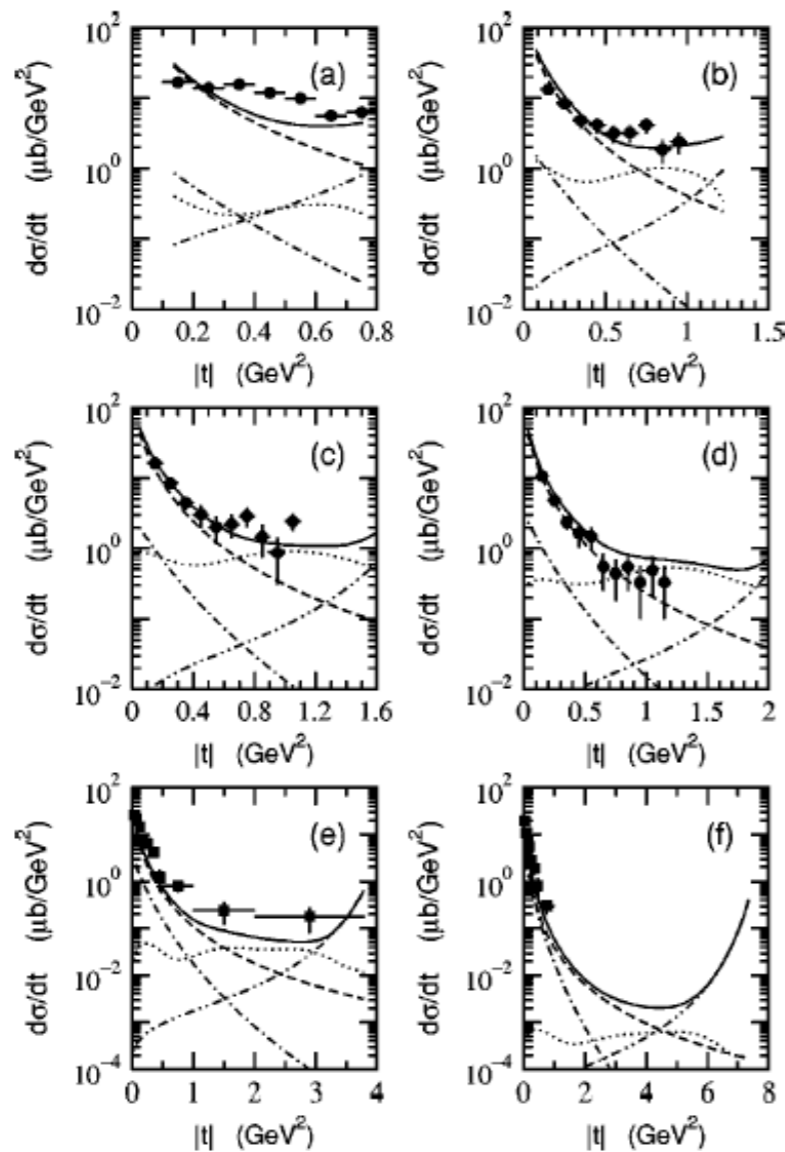 10²
(a)
(b)
dσ/dt (μb/GeV²)
10⁰
10⁻²
0 0.2 0.4 0.6 0.8
|t| (GeV²)
10²
dσ/dt (μb/GeV²)
10⁰
10⁻²
0 0.5 1 1.5
|t| (GeV²)
10²
(c)
(d)
dσ/dt (μb/GeV²)
10⁰
10⁻²
0 0.4 0.8 1.2 1.6
|t| (GeV²)
10²
dσ/dt (μb/GeV²)
10⁰
10⁻²
0 0.5 1 1.5 2
|t| (GeV²)
10²
(e)
(f)
dσ/dt (μb/GeV²)
10⁰
10⁻²
10⁻⁴
0 1 2 3 4
|t| (GeV²)
10²
dσ/dt (μb/GeV²)
10⁰
10⁻²
10⁻⁴
0 2 4 6 8
|t| (GeV²)